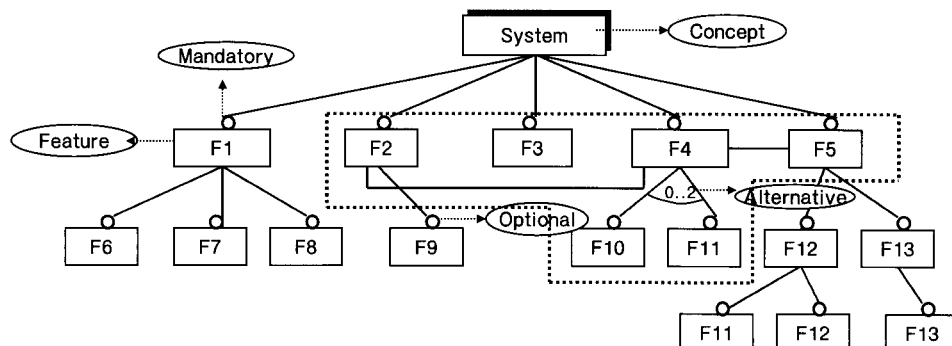 System
Concept
Mandatory
Feature
F1
F2
F3
F4
F5
0..2
Alternative
Optional
F6
F7
F8
F9
F10
F11
F12
F13
F11
F12
F13